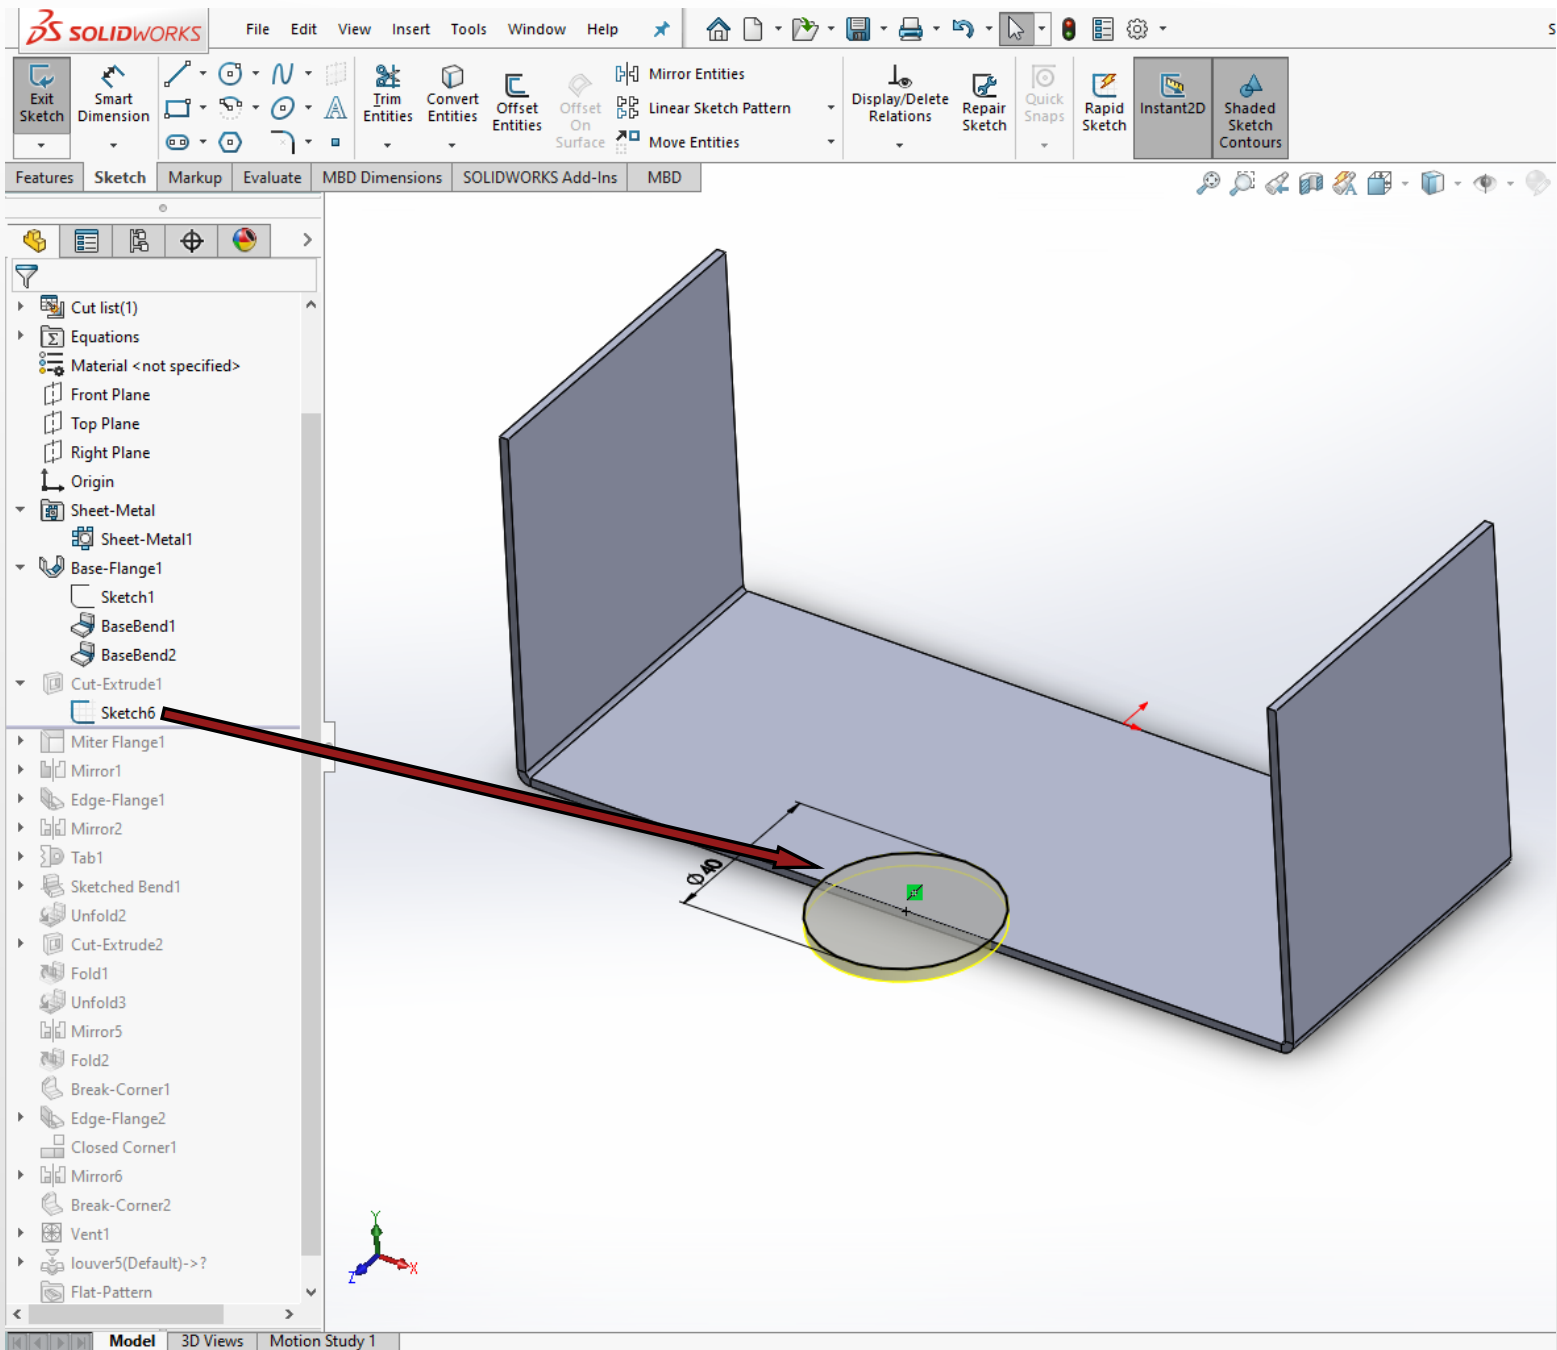 SOLIDWORKS File Edit View Insert Tools Window Help S
Exit Sketch
Smart Dimension
Trim Entities
Convert Entities
Offset Entities
Offset On Surface
Mirror Entities
Linear Sketch Pattern
Move Entities
Display/Delete Relations
Repair Sketch
Quick Snaps
Rapid Sketch
Instant2D
Shaded Sketch Contours
Features Sketch Markup Evaluate MBD Dimensions SOLIDWORKS Add-Ins MBD
Cut list(1)
Equations
Material <not specified>
Front Plane
Top Plane
Right Plane
Origin
Sheet-Metal
Sheet-Metal1
Base-Flange1
Sketch1
BaseBend1
BaseBend2
Cut-Extrude1
Sketch6
Miter Flange1
Mirror1
Edge-Flange1
Mirror2
Tab1
Sketched Bend1
Unfold2
Cut-Extrude2
Fold1
Unfold3
Mirror5
Fold2
Break-Corner1
Edge-Flange2
Closed Corner1
Mirror6
Break-Corner2
Vent1
louver5(Default)->?
Flat-Pattern
Ø40
Y
X
Z
Model 3D Views Motion Study 1